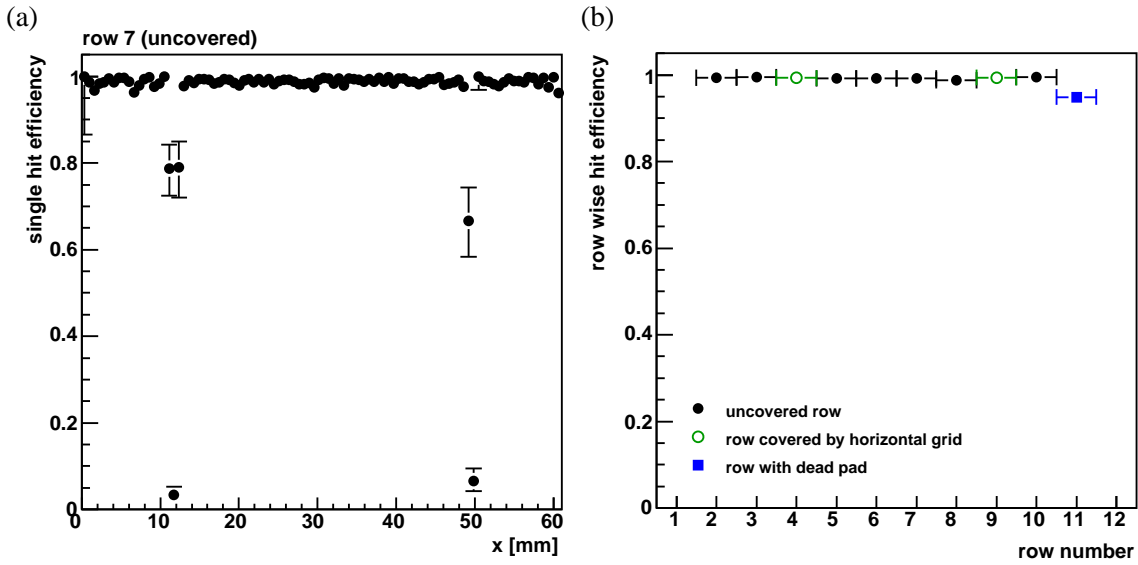 (a)
row 7 (uncovered)
single hit efficiency
1
0.8
0.6
0.4
0.2
0
0 10 20 30 40 50 60
x [mm]
(b)
row wise hit efficiency
1
0.8
0.6
0.4
0.2
0
uncovered row
row covered by horizontal grid
row with dead pad
1 2 3 4 5 6 7 8 9 10 11 12
row number